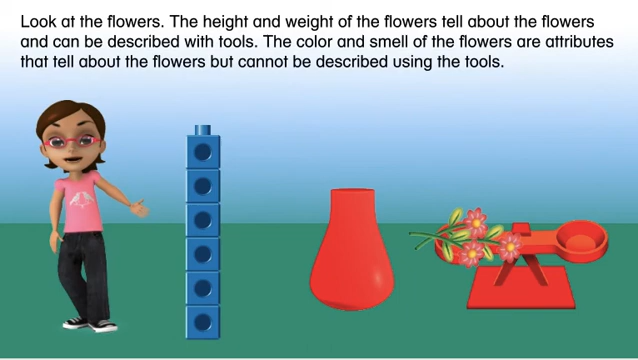 Look at the flowers. The height and weight of the flowers tell about the flowers
and can be described with tools. The color and smell of the flowers are attributes
that tell about the flowers but cannot be described using the tools.